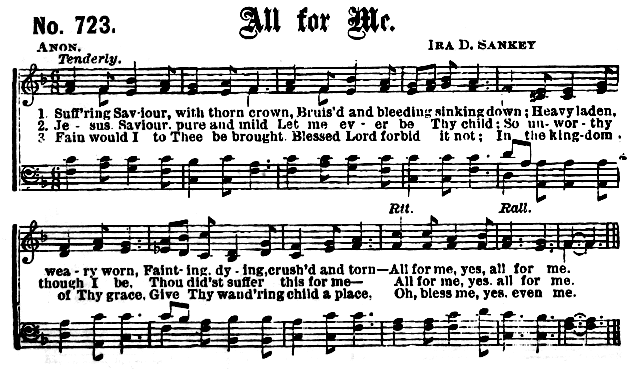 No. 723.
All for Me.
ANON.
IRA D. SANKEY
Tenderly.
1. Suff'ring Sav-iour, with thorn crown, Bruis'd and bleeding sinking down; Heavy laden,
2. Je - sus. Saviour. pure and mild Let me ev - er be Thy child; So un-wor-thy
3 Fain would I to Thee be brought. Blessed Lord forbid it not; In the king-dom .
Rit. Rall.
wea-ry worn, Faint-ing, dy-ing, crush'd and torn—All for me, yes, all for me.
though I be. Thou did'st suffer this for me— All for me, yes. all for me.
of Thy grace, Give Thy wand'ring child a place, Oh, bless me, yes. even me.